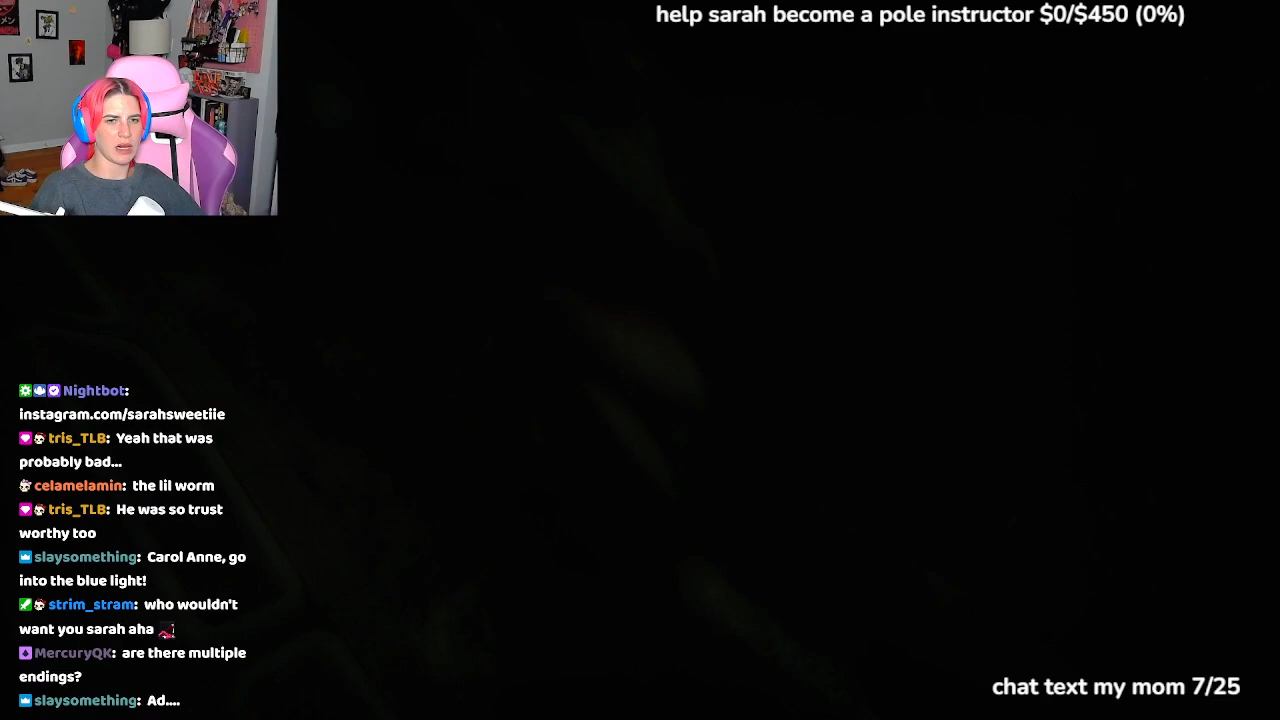 help sarah become a pole instructor $0/$450 (0%)
Nightbot:
instagram.com/sarahsweetiie
tris_TLB: Yeah that was
probably bad...
celamelamin: the lil worm
tris_TLB: He was so trust
worthy too
slaysomething: Carol Anne, go
into the blue light!
strim_stram: who wouldn't
want you sarah aha
MercuryQK: are there multiple
endings?
slaysomething: Ad....
chat text my mom 7/25